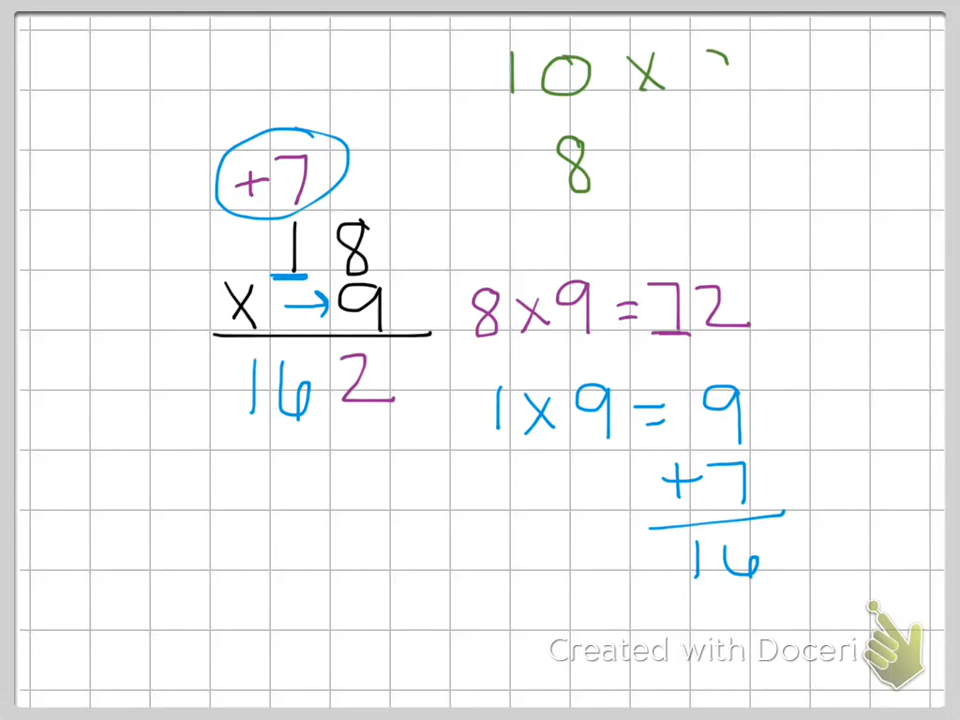 10 x
8
+7
18
x → 9
162
8x9=72
1x9=9
+7
16
Created with Doceri